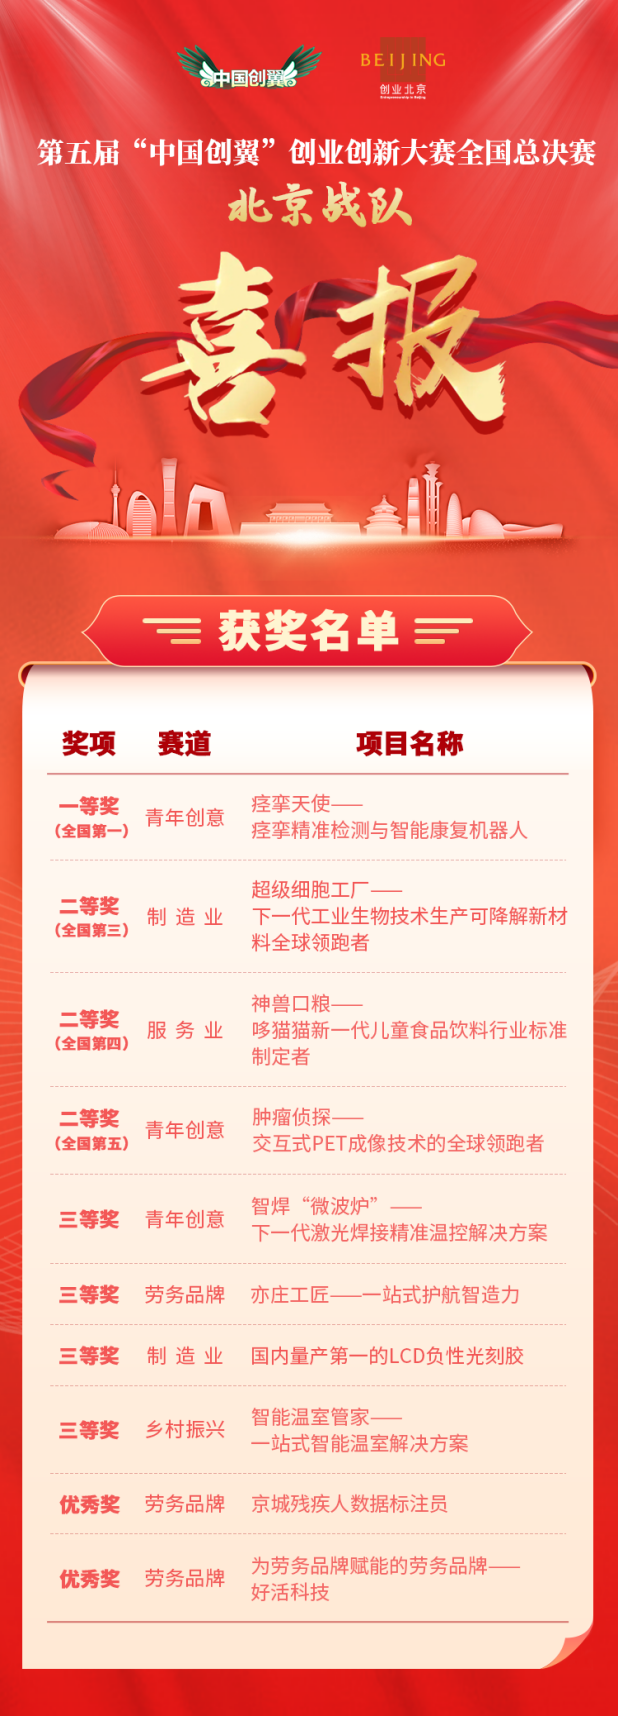 中国创翼
BEIJING
创业北京
Entrepreneurship in Beijing
第五届“中国创翼”创业创新大赛全国总决赛
北京战队
喜报
获奖名单
奖项 赛道 项目名称
一等奖
（全国第一）
青年创意
痉挛天使——
痉挛精准检测与智能康复机器人
二等奖
（全国第三）
制造业
超级细胞工厂——
下一代工业生物技术生产可降解新材
料全球领跑者
二等奖
（全国第四）
服务业
神兽口粮——
哆猫猫新一代儿童食品饮料行业标准
制定者
二等奖
（全国第五）
青年创意
肿瘤侦探——
交互式PET成像技术的全球领跑者
三等奖
青年创意
智焊“微波炉”——
下一代激光焊接精准温控解决方案
三等奖 劳务品牌 亦庄工匠——一站式护航智造力
三等奖 制造业 国内量产第一的LCD负性光刻胶
三等奖
乡村振兴
智能温室管家——
一站式智能温室解决方案
优秀奖 劳务品牌 京城残疾人数据标注员
优秀奖
劳务品牌
为劳务品牌赋能的劳务品牌——
好活科技